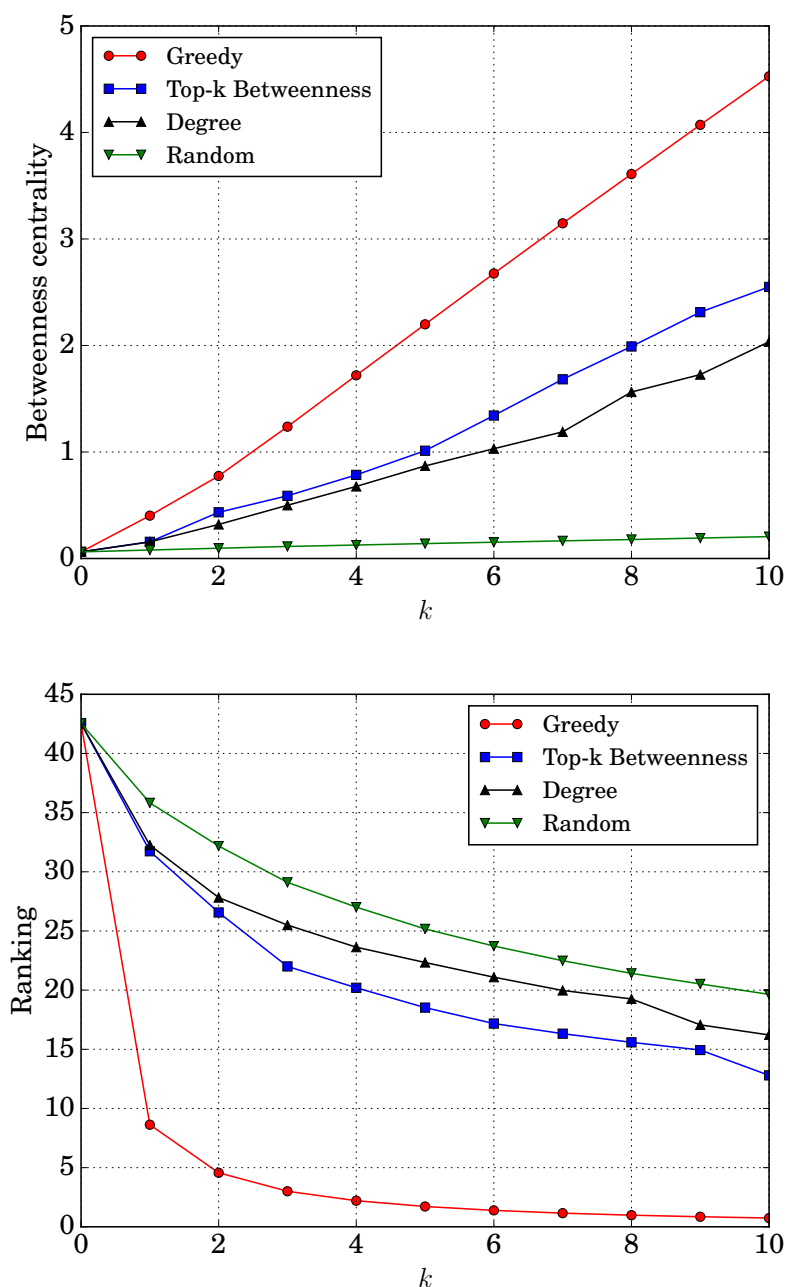 5
4
3
2
1
0
Betweenness centrality
Greedy
Top-k Betweenness
Degree
Random
0 2 4 6 8 10
k
45
40
35
30
25
20
15
10
5
0
Ranking
Greedy
Top-k Betweenness
Degree
Random
0 2 4 6 8 10
k